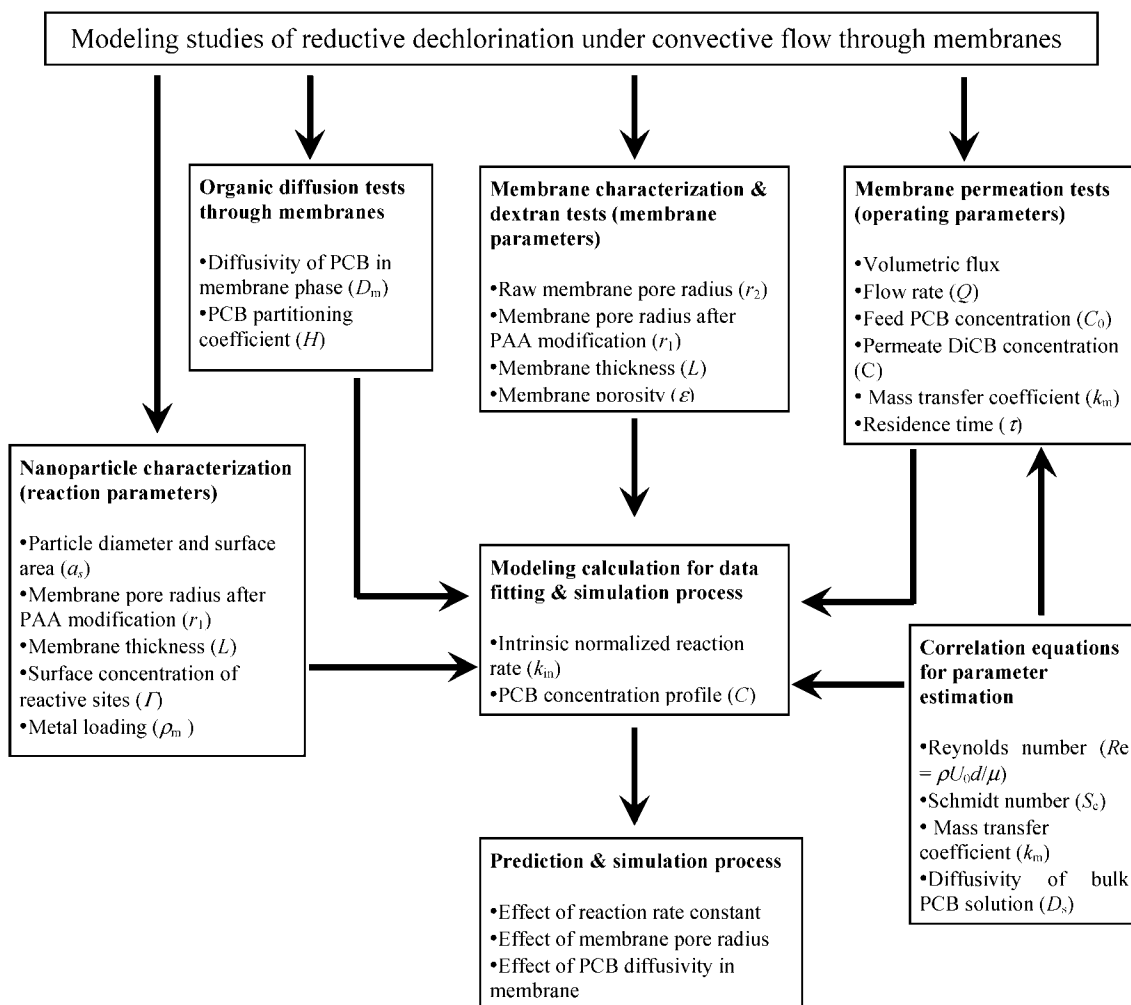 Modeling studies of reductive dechlorination under convective flow through membranes
Organic diffusion tests
through membranes
•Diffusivity of PCB in
membrane phase (Dm)
•PCB partitioning
coefficient (H)
Membrane characterization &
dextran tests (membrane
parameters)
•Raw membrane pore radius (r2)
•Membrane pore radius after
PAA modification (r1)
•Membrane thickness (L)
•Membrane porosity (ε)
Membrane permeation tests
(operating parameters)
•Volumetric flux
•Flow rate (Q)
•Feed PCB concentration (C0)
•Permeate DiCB concentration
(C)
• Mass transfer coefficient (km)
•Residence time (τ)
Nanoparticle characterization
(reaction parameters)
•Particle diameter and surface
area (as)
•Membrane pore radius after
PAA modification (r1)
•Membrane thickness (L)
•Surface concentration of
reactive sites (Γ)
•Metal loading (ρm )
Modeling calculation for data
fitting & simulation process
•Intrinsic normalized reaction
rate (kin)
•PCB concentration profile (C)
Correlation equations
for parameter
estimation
•Reynolds number (Re
= ρU0d/μ)
•Schmidt number (Sc)
• Mass transfer
coefficient (km)
•Diffusivity of bulk
PCB solution (Ds)
Prediction & simulation process
•Effect of reaction rate constant
•Effect of membrane pore radius
•Effect of PCB diffusivity in
membrane